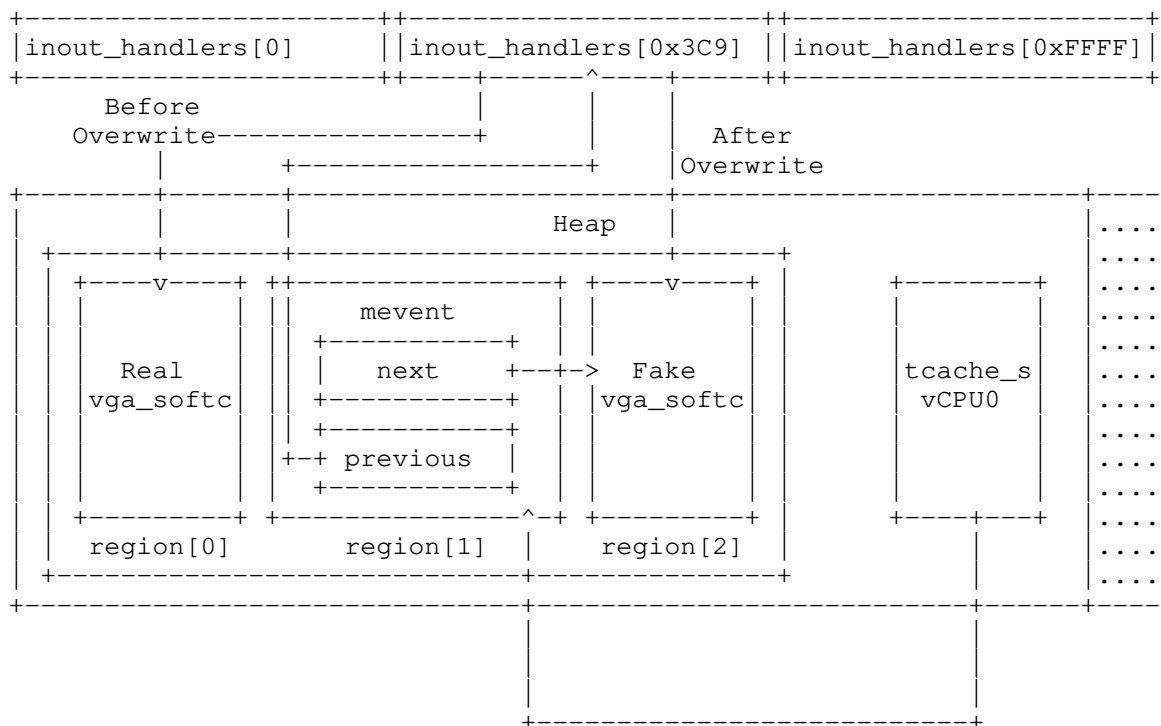 inout_handlers[0] inout_handlers[0x3C9] inout_handlers[0xFFFF]
Before
Overwrite After
Overwrite
Heap ....
....
....
mevent ....
....
Real next Fake tcache_s ....
vga_softc vga_softc vCPU0 ....
....
previous ....
....
....
region[0] region[1] region[2] ....
....